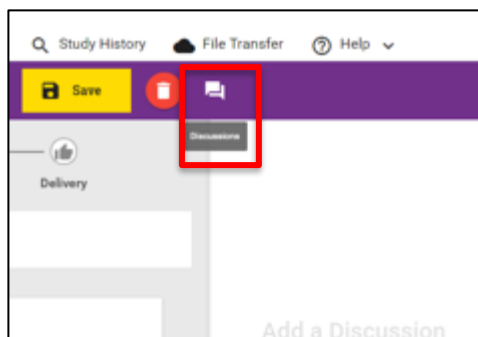 Study History File Transfer Help
Save
Discussions
Delivery
Add a Discussion